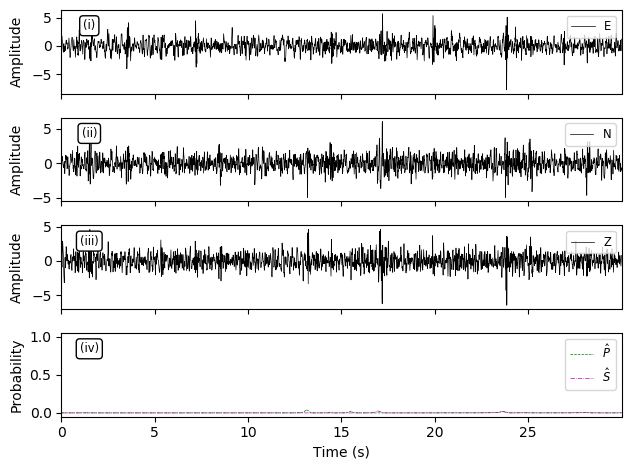 (i)
E
5
0
−5
Amplitude
(ii)
N
5
0
−5
Amplitude
(iii)
Z
5
0
−5
Amplitude
(iv)
P̂
Ŝ
1.0
0.5
0.0
Probability
0 5 10 15 20 25
Time (s)